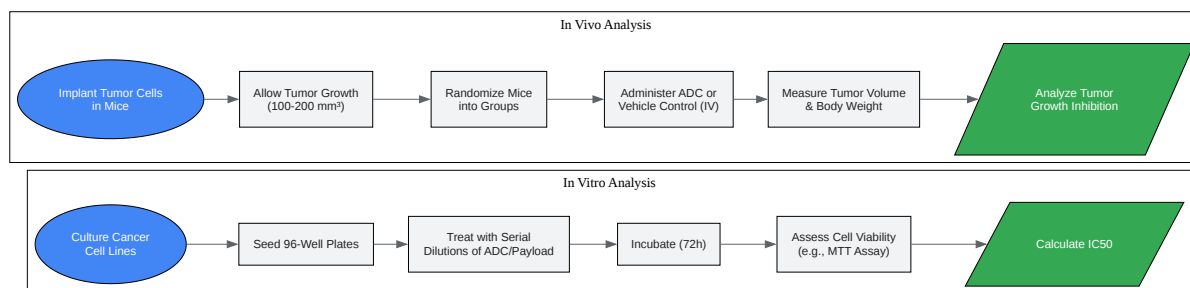 In Vivo Analysis
Implant Tumor Cells
in Mice
Allow Tumor Growth
(100-200 mm³)
Randomize Mice
into Groups
Administer ADC or
Vehicle Control (IV)
Measure Tumor Volume
& Body Weight
Analyze Tumor
Growth Inhibition
In Vitro Analysis
Culture Cancer
Cell Lines
Seed 96-Well Plates
Treat with Serial
Dilutions of ADC/Payload
Incubate (72h)
Assess Cell Viability
(e.g., MTT Assay)
Calculate IC50